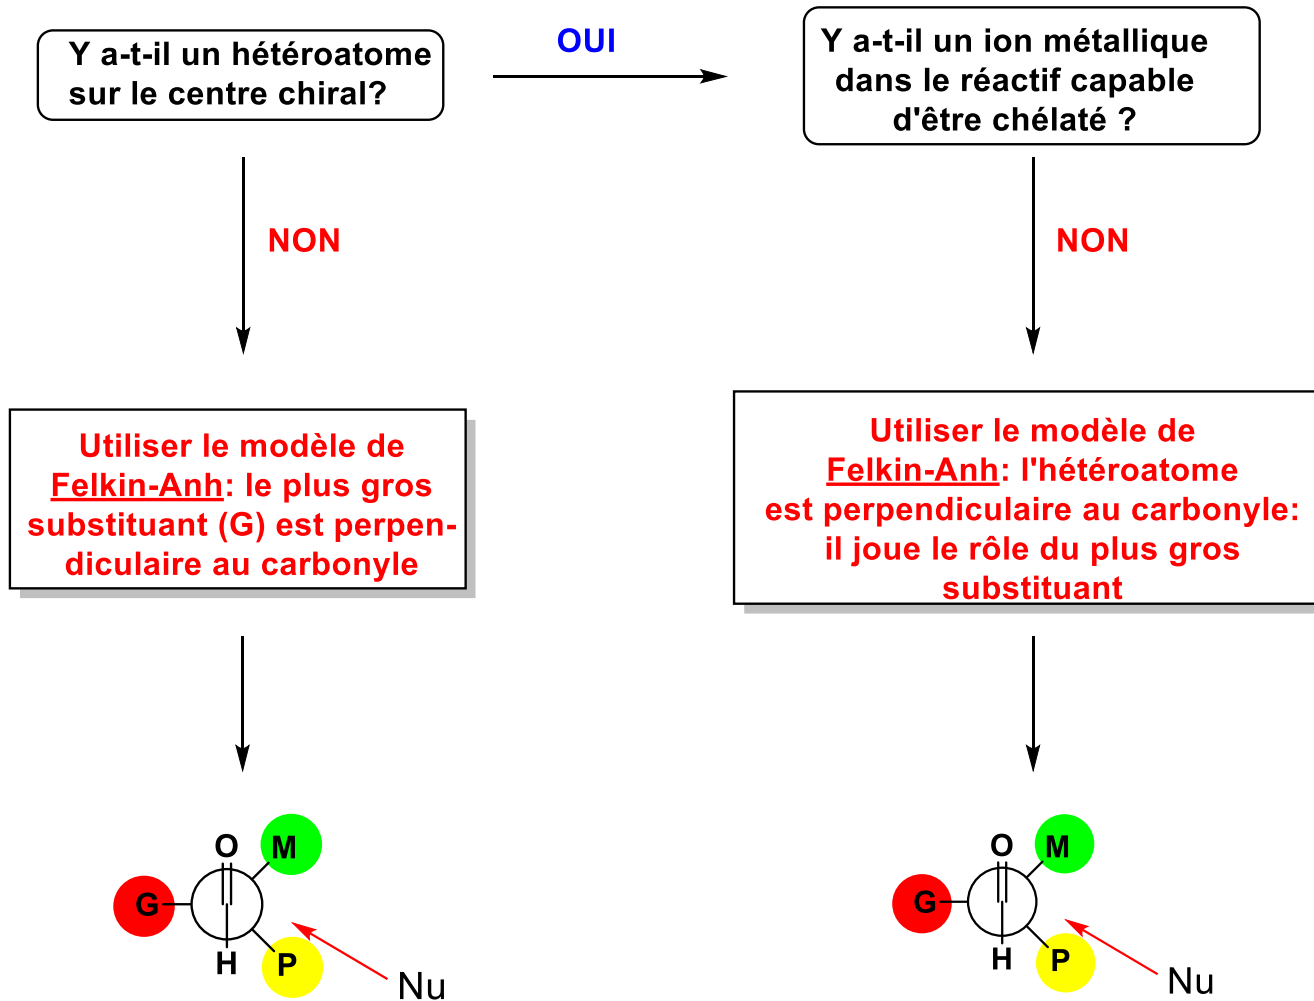 Y a-t-il un hétéroatome
sur le centre chiral?
OUI
Y a-t-il un ion métallique
dans le réactif capable
d'être chélaté ?
NON
NON
Utiliser le modèle de
Felkin-Anh: le plus gros
substituant (G) est perpen-
diculaire au carbonyle
Utiliser le modèle de
Felkin-Anh: l'hétéroatome
est perpendiculaire au carbonyle:
il joue le rôle du plus gros
substituant
O
M
G
H
P
Nu
O
M
G
H
P
Nu